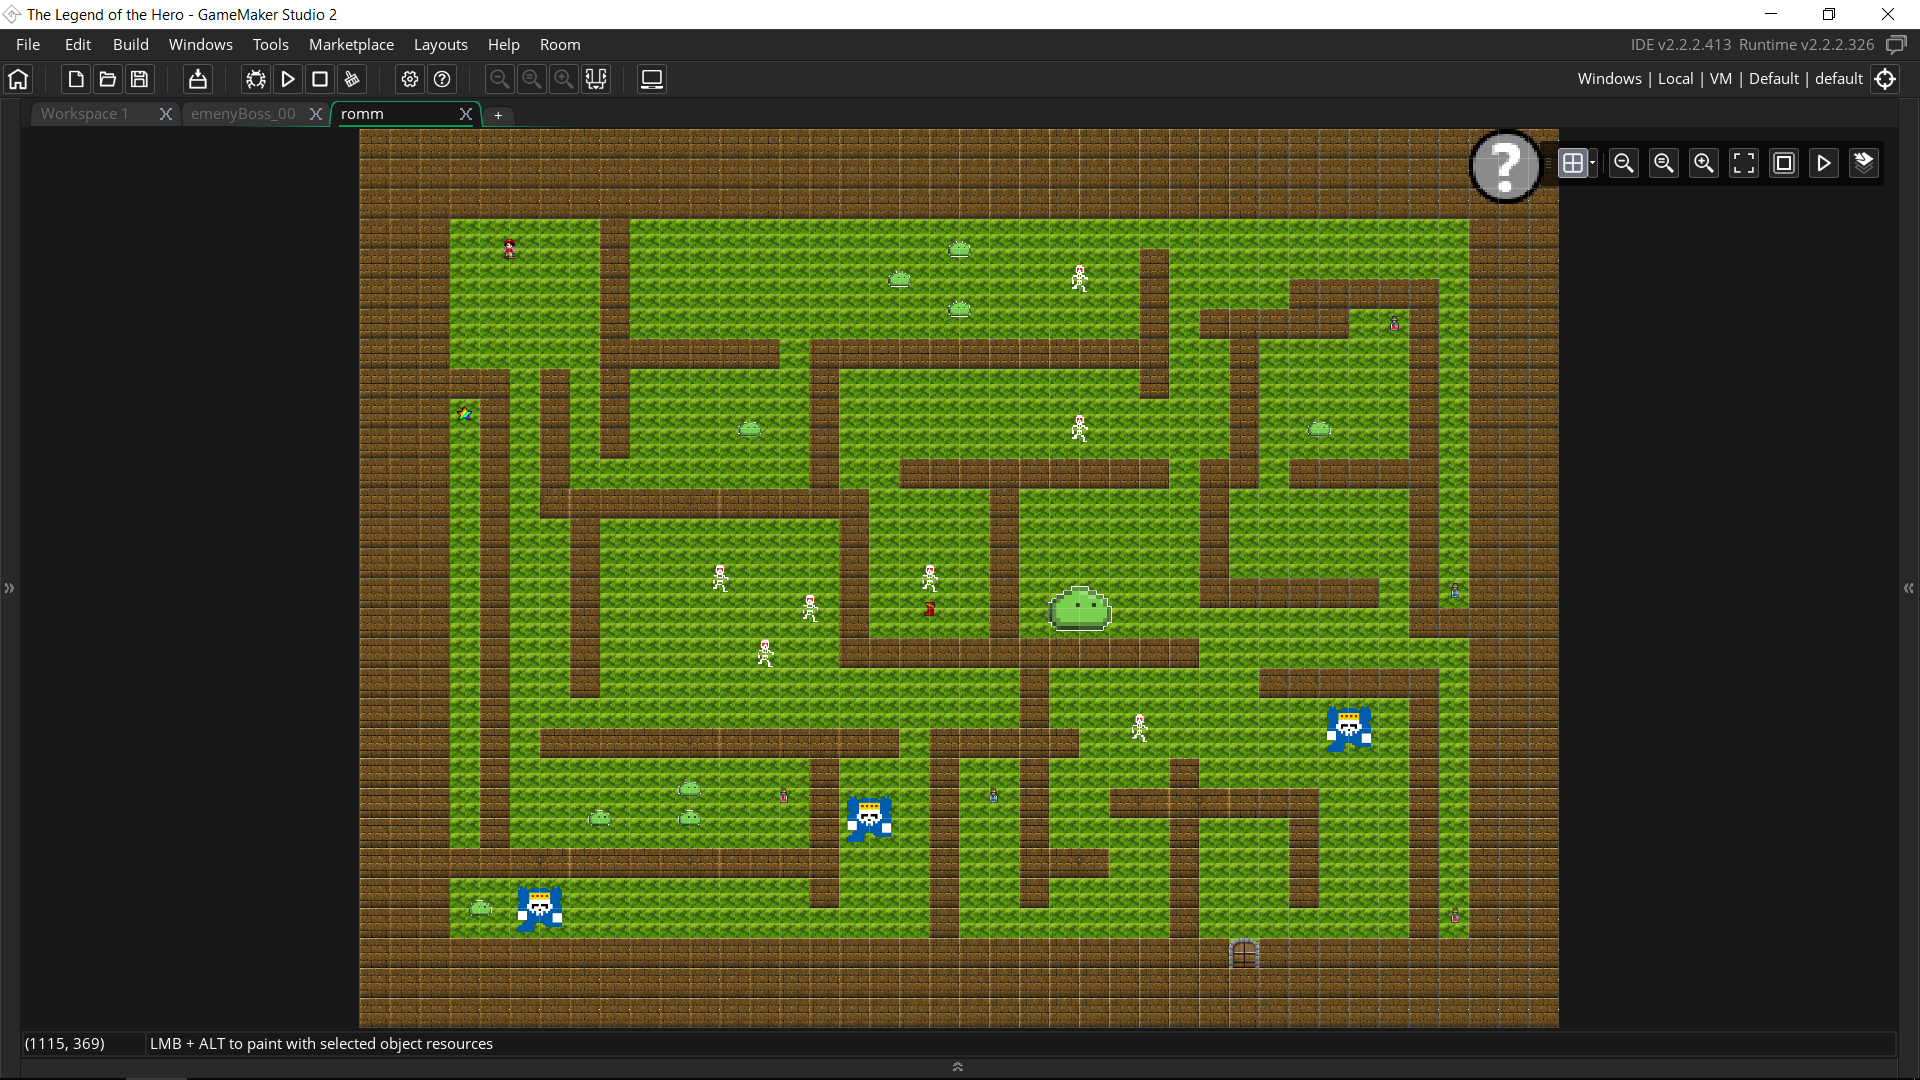 The Legend of the Hero - GameMaker Studio 2
File Edit Build Windows Tools Marketplace Layouts Help Room
IDE v2.2.2.413 Runtime v2.2.2.326
Windows | Local | VM | Default | default
Workspace 1 emenyBoss_00 romm
?
(1115, 369) LMB + ALT to paint with selected object resources